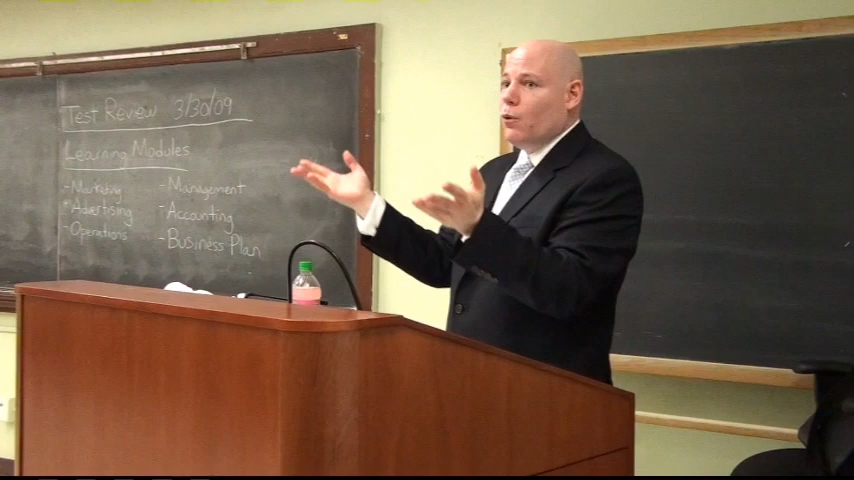 Test Review 3/30/09
Learning Modules
- Marketing - Management
- Advertising - Accounting
- Operations - Business Plan